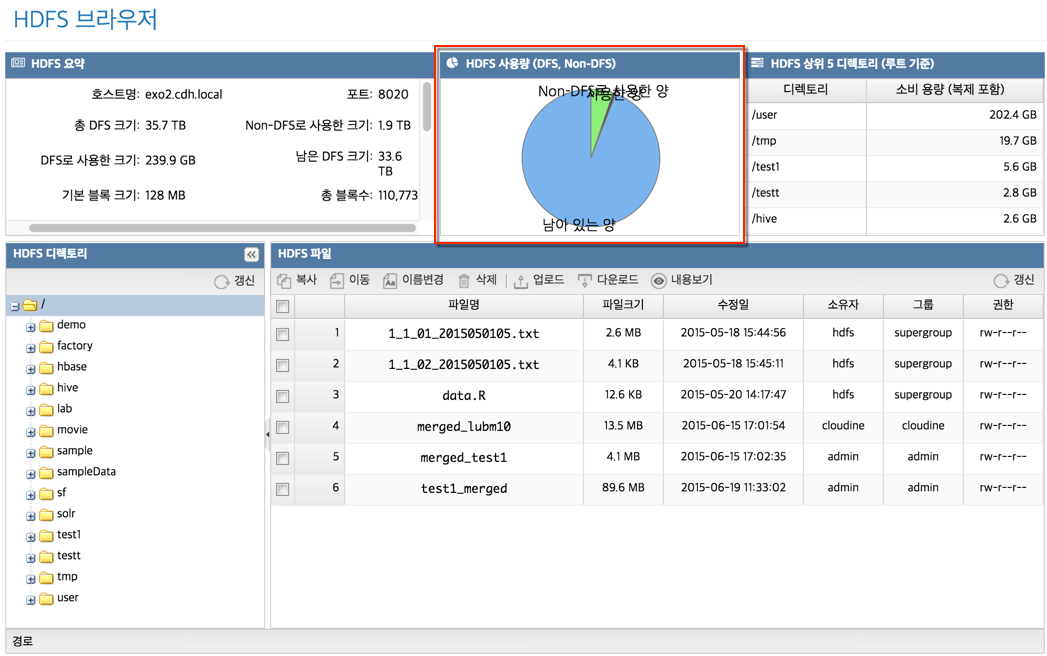 HDFS 브라우저
HDFS 요약
호스트명: exo2.cdh.local 포트: 8020
총 DFS 크기: 35.7 TB Non-DFS로 사용한 크기: 1.9 TB
DFS로 사용한 크기: 239.9 GB 남은 DFS 크기: 33.6 TB
기본 블록 크기: 128 MB 총 블록수: 110,773
HDFS 사용량 (DFS, Non-DFS)
Non-DFS로 사용한 양
사용한 양
남아 있는 양
HDFS 상위 5 디렉토리 (루트 기준)
디렉토리 소비 용량 (복제 포함)
/user 202.4 GB
/tmp 19.7 GB
/test1 5.6 GB
/testt 2.8 GB
/hive 2.6 GB
HDFS 디렉토리
갱신
/
demo
factory
hbase
hive
lab
movie
sample
sampleData
sf
solr
test1
testt
tmp
user
HDFS 파일
복사 이동 이름변경 삭제 업로드 다운로드 내용보기 갱신
파일명 파일크기 수정일 소유자 그룹 권한
1 1_1_01_2015050105.txt 2.6 MB 2015-05-18 15:44:56 hdfs supergroup rw-r--r--
2 1_1_02_2015050105.txt 4.1 KB 2015-05-18 15:45:11 hdfs supergroup rw-r--r--
3 data.R 12.6 KB 2015-05-20 14:17:47 hdfs supergroup rw-r--r--
4 merged_lubm10 13.5 MB 2015-06-15 17:01:54 cloudine cloudine rw-r--r--
5 merged_test1 4.1 MB 2015-06-15 17:02:35 admin admin rw-r--r--
6 test1_merged 89.6 MB 2015-06-19 11:33:02 admin admin rw-r--r--
경로